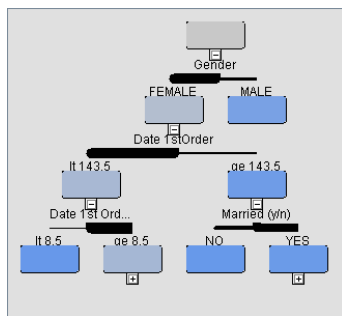 Gender
FEMALE MALE
Date 1stOrder
lt 143.5 ge 143.5
Date 1st Ord... Married (y/n)
lt 8.5 ge 8.5 NO YES